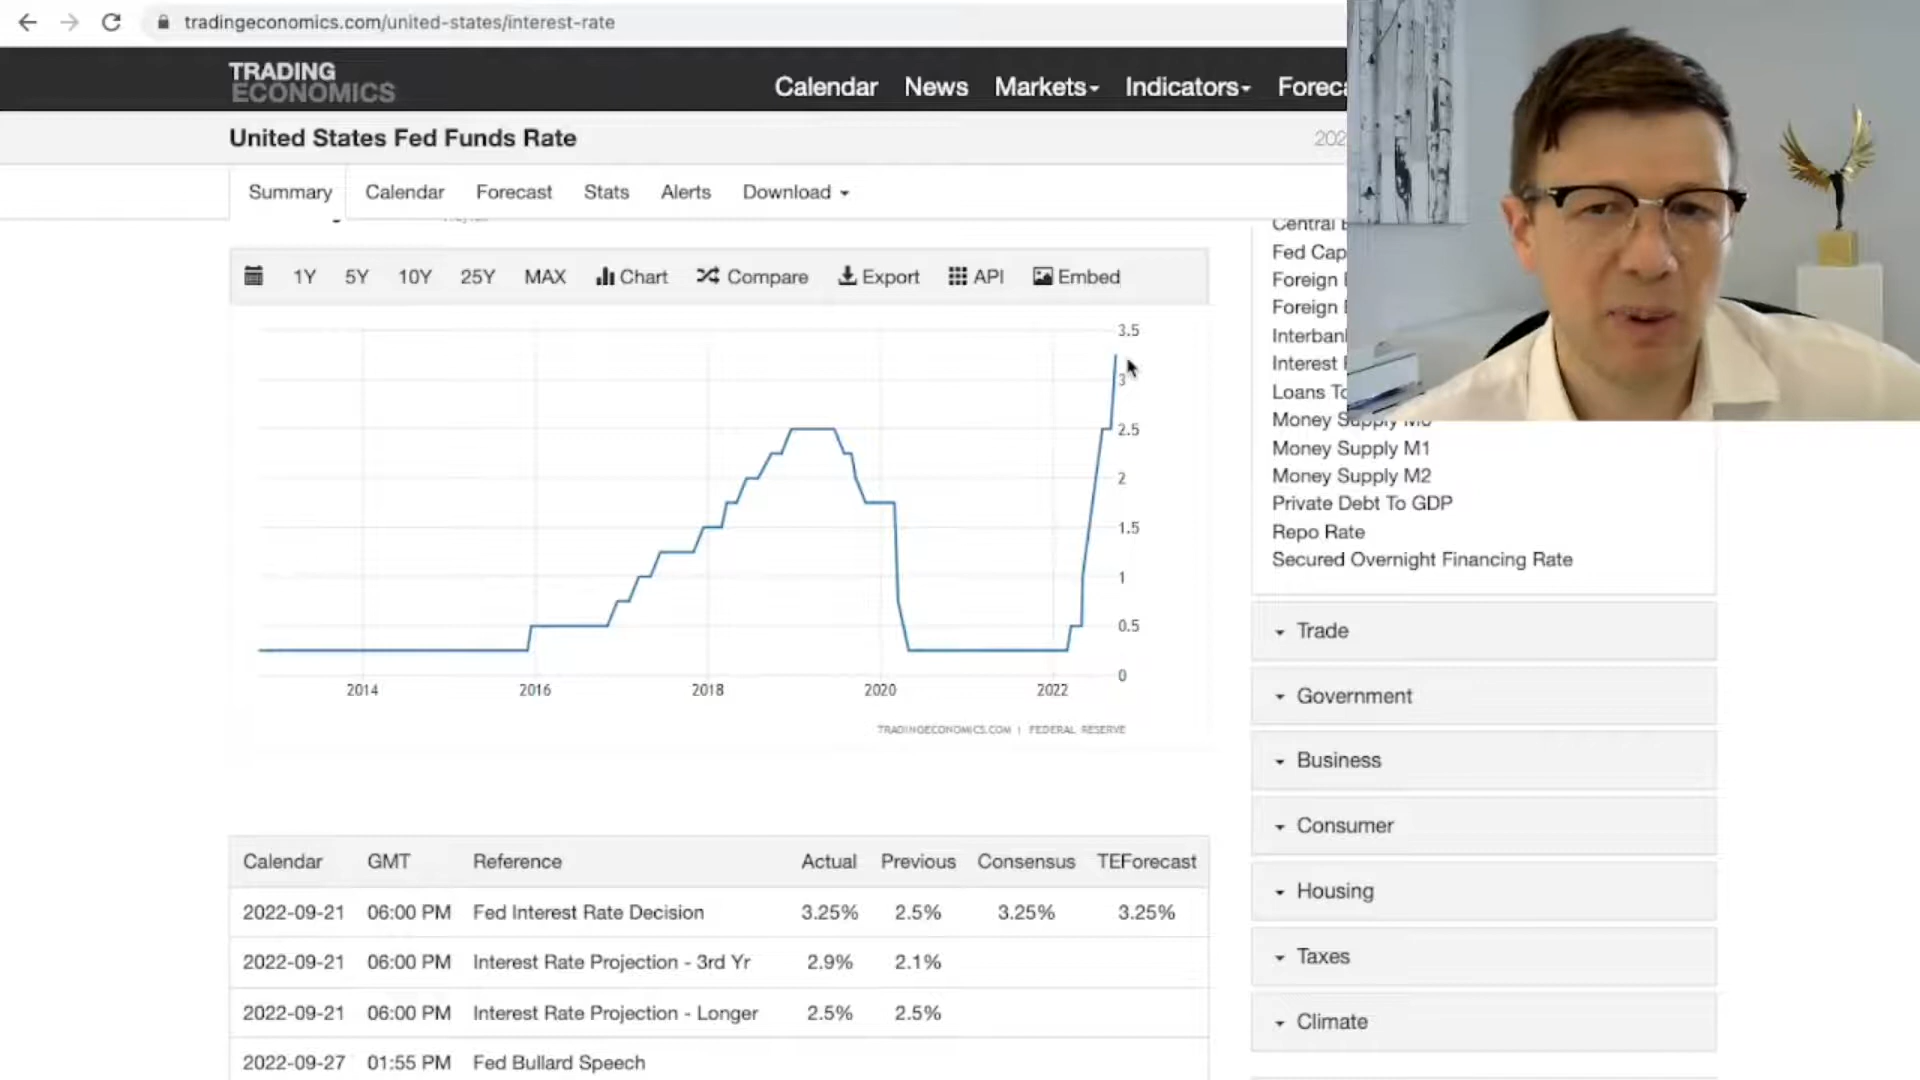 tradingeconomics.com/united-states/interest-rate
TRADING
ECONOMICS
Calendar News Markets Indicators
United States Fed Funds Rate
Summary Calendar Forecast Stats Alerts Download
1Y 5Y 10Y 25Y MAX Chart Compare Export API Embed
3.5
3
2.5
2
1.5
1
0.5
0
2014 2016 2018 2020 2022
TRADINGECONOMICS.COM | FEDERAL RESERVE
Calendar GMT Reference Actual Previous Consensus TEForecast
2022-09-21 06:00 PM Fed Interest Rate Decision 3.25% 2.5% 3.25% 3.25%
2022-09-21 06:00 PM Interest Rate Projection - 3rd Yr 2.9% 2.1%
2022-09-21 06:00 PM Interest Rate Projection - Longer 2.5% 2.5%
2022-09-27 01:55 PM Fed Bullard Speech
Central
Fed Cap
Foreign
Foreign
Interban
Interest
Loans To
Money Supply M0
Money Supply M1
Money Supply M2
Private Debt To GDP
Repo Rate
Secured Overnight Financing Rate
Trade
Government
Business
Consumer
Housing
Taxes
Climate